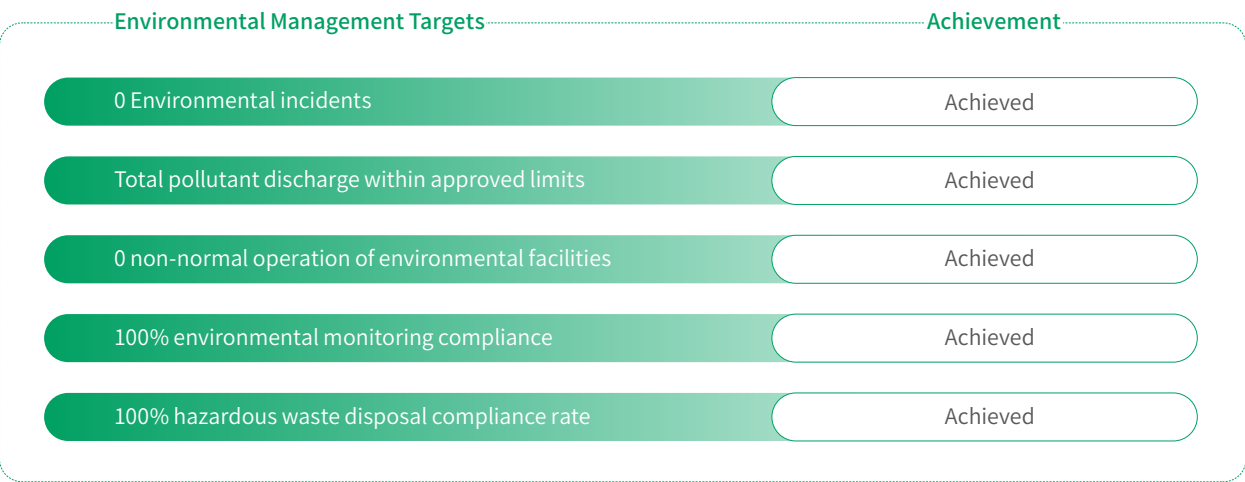 Environmental Management Targets Achievement
0 Environmental incidents Achieved
Total pollutant discharge within approved limits Achieved
0 non-normal operation of environmental facilities Achieved
100% environmental monitoring compliance Achieved
100% hazardous waste disposal compliance rate Achieved